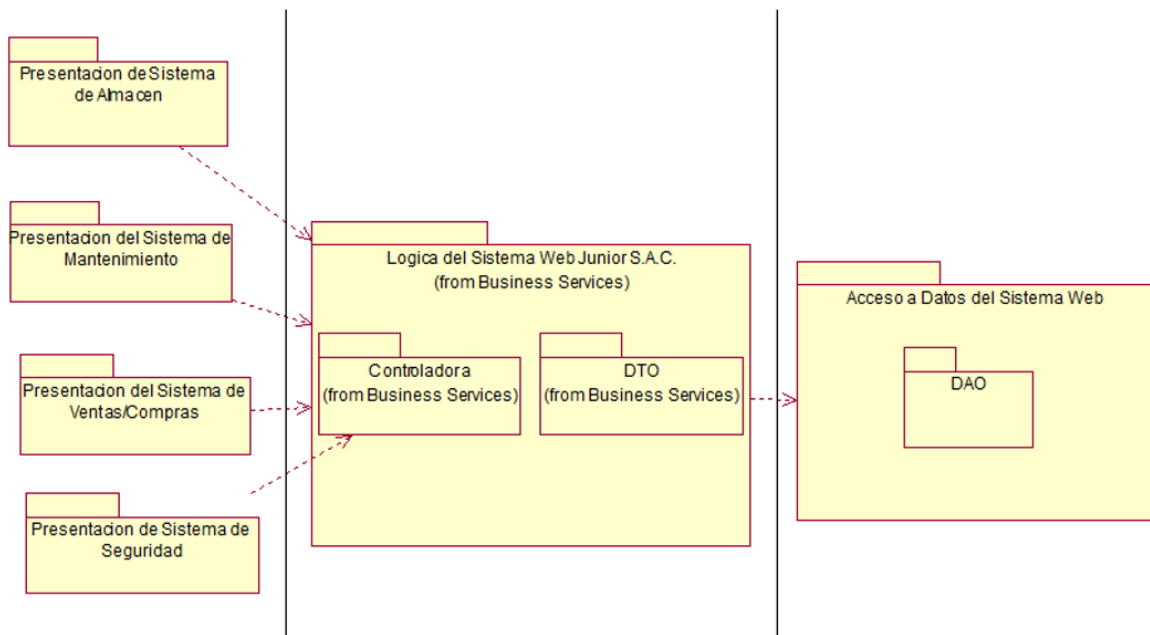 Presentacion de Sistema
de Almacen
Presentacion del Sistema de
Mantenimiento
Presentacion del Sistema de
Ventas/Compras
Presentacion de Sistema de
Seguridad
Logica del Sistema Web Junior S.A.C.
(from Business Services)
Controladora
(from Business Services)
DTO
(from Business Services)
Acceso a Datos del Sistema Web
DAO